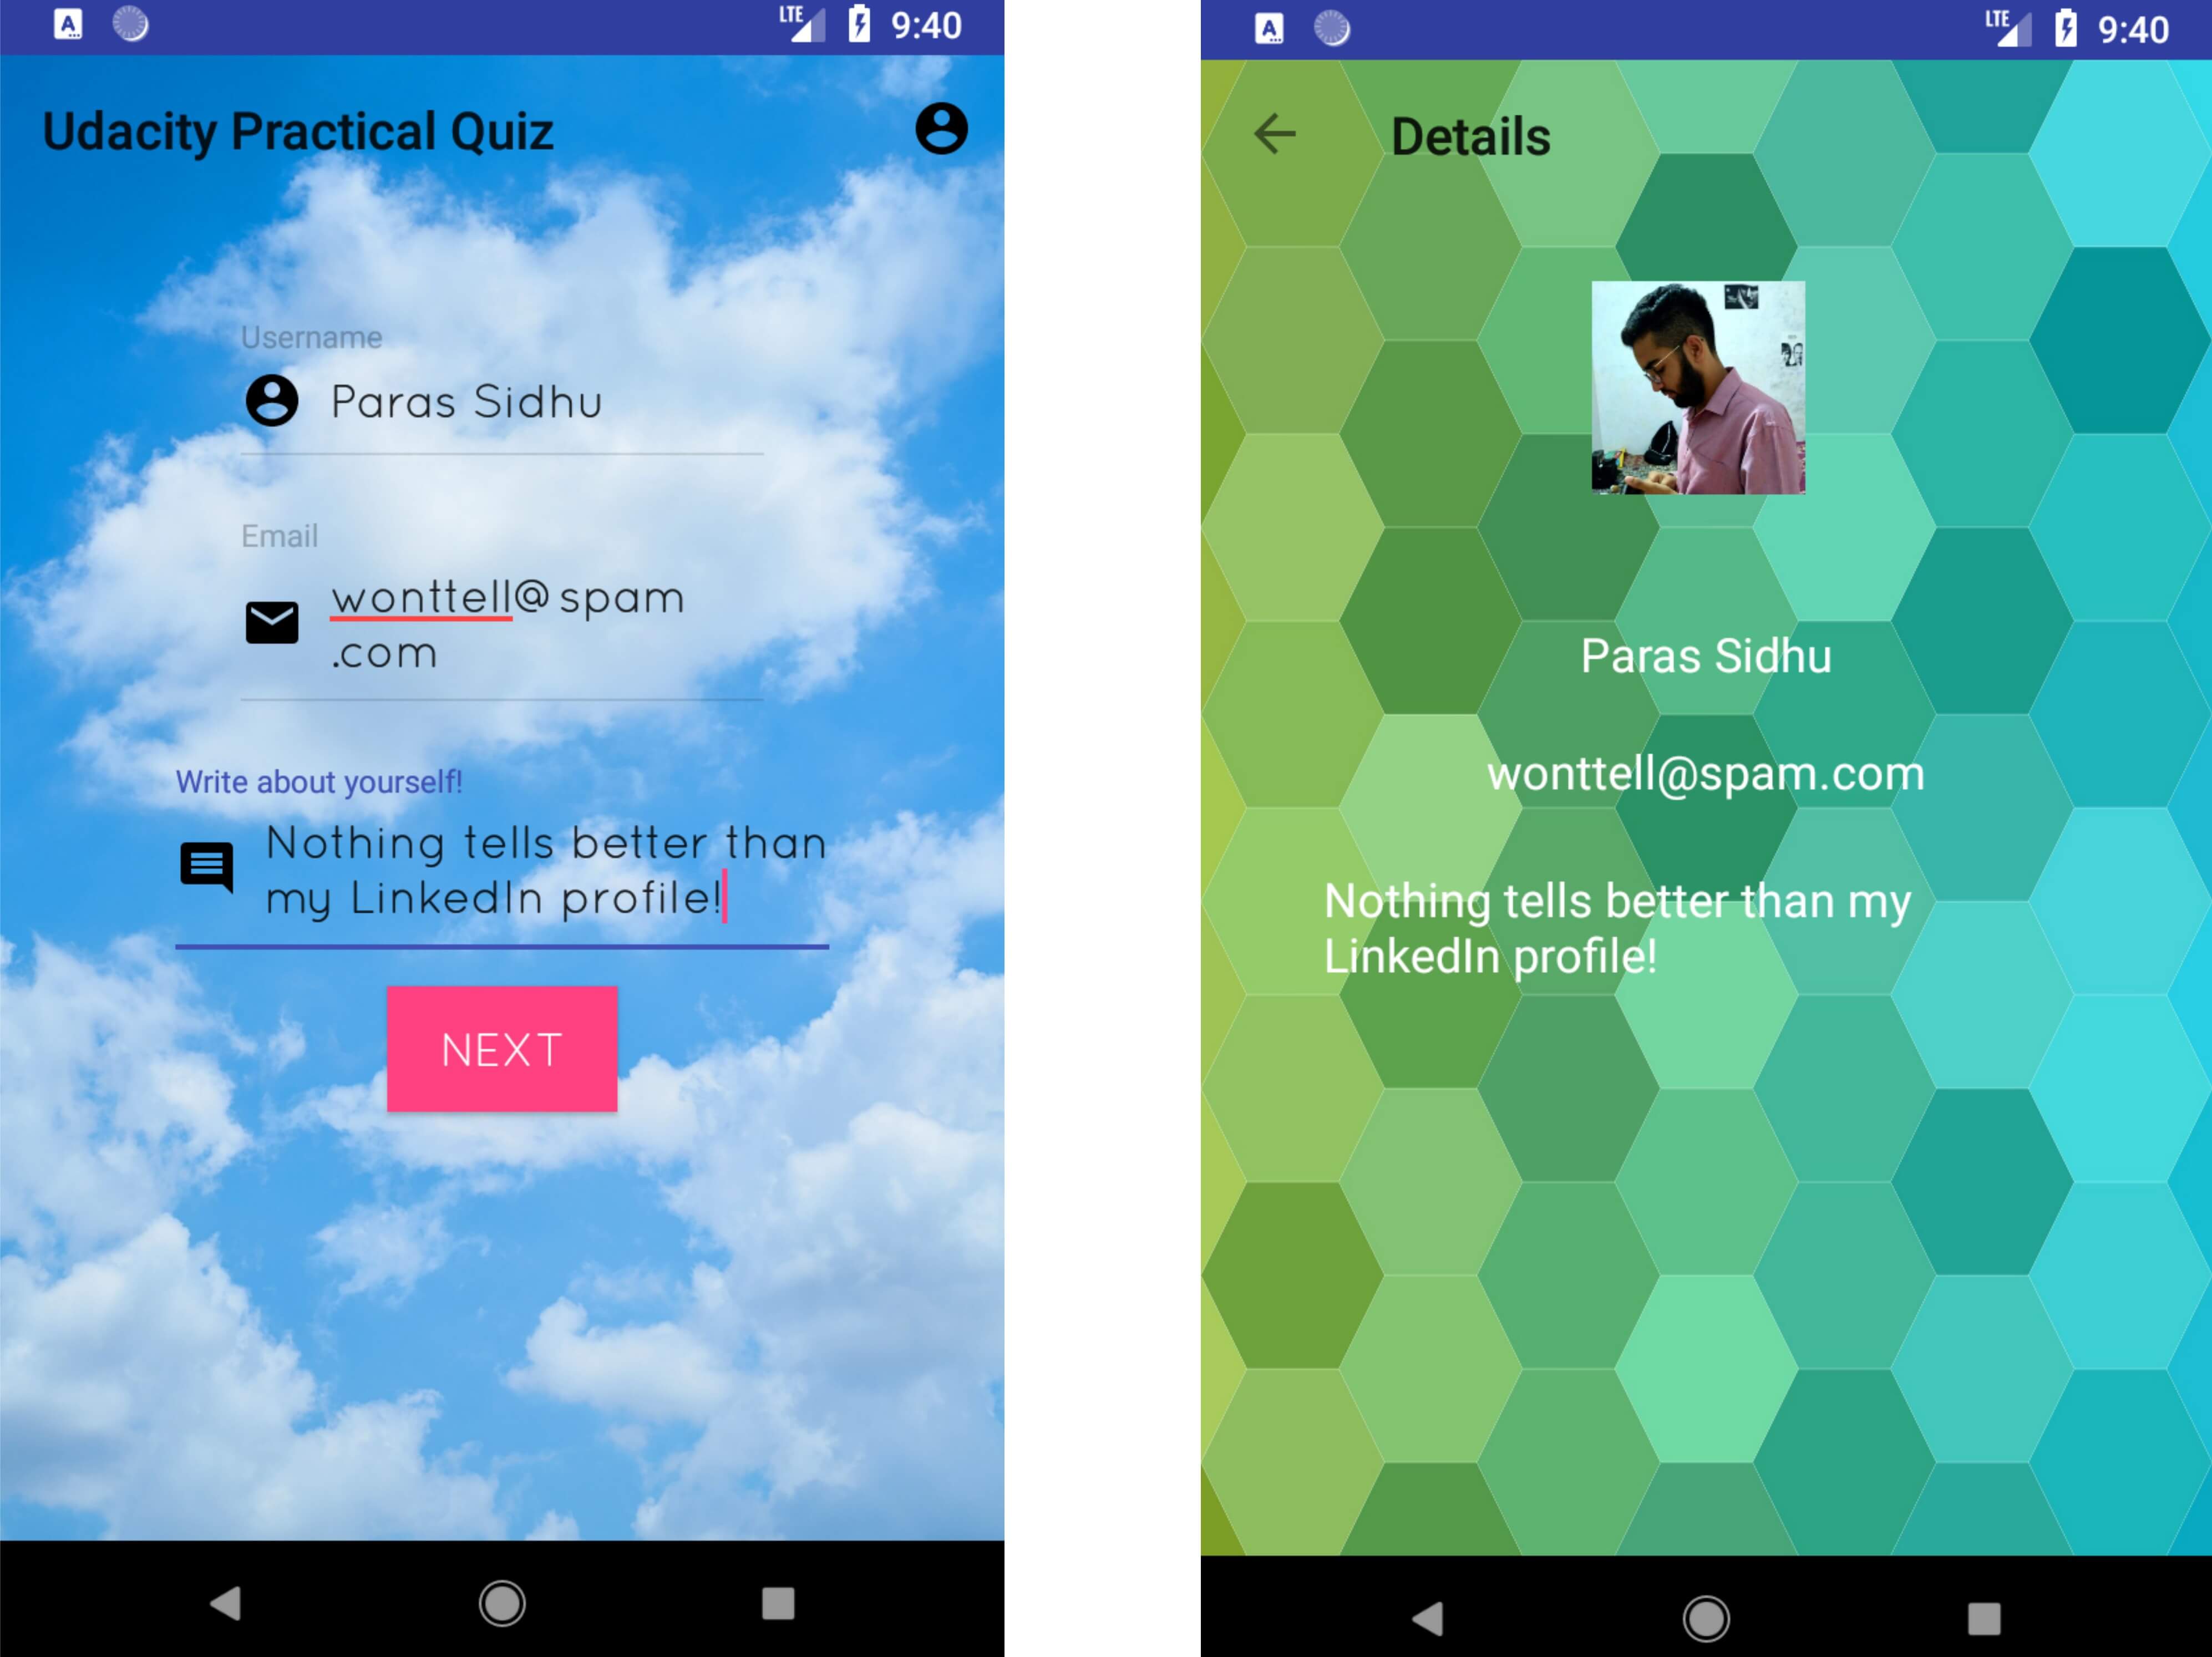 LTE 9:40
Udacity Practical Quiz
Username
Paras Sidhu
Email
wonttell@spam
.com
Write about yourself!
Nothing tells better than
my LinkedIn profile!
NEXT
A
LTE 9:40
Details
Paras Sidhu
wonttell@spam.com
Nothing tells better than my
LinkedIn profile!
A